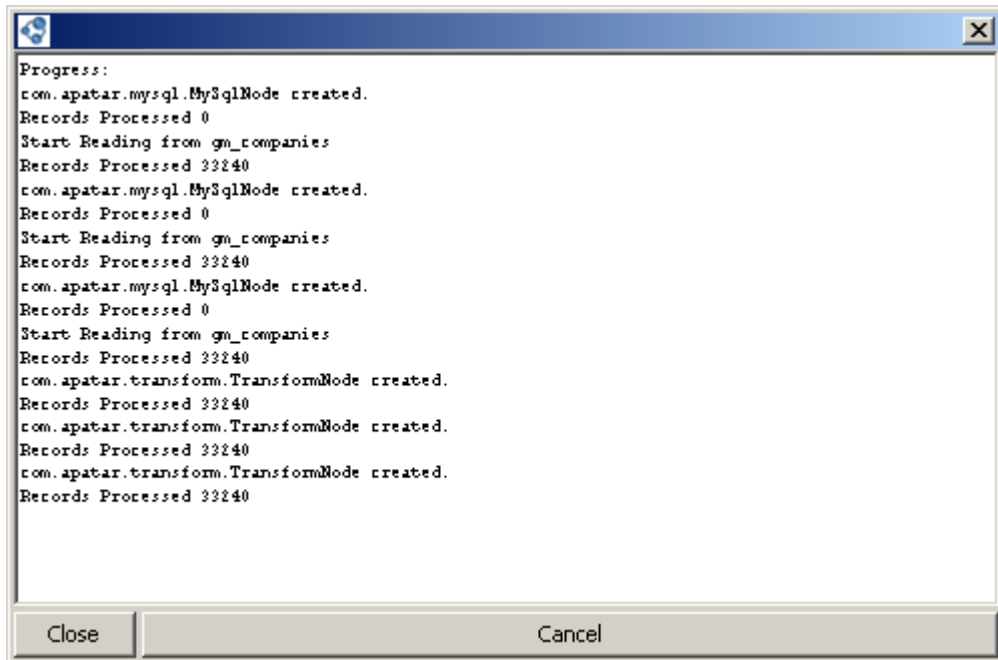 Progress:
com.apatar.mysql.MySqlNode created.
Records Processed 0
Start Reading from gm_companies
Records Processed 33240
com.apatar.mysql.MySqlNode created.
Records Processed 0
Start Reading from gm_companies
Records Processed 33240
com.apatar.mysql.MySqlNode created.
Records Processed 0
Start Reading from gm_companies
Records Processed 33240
com.apatar.transform.TransformNode created.
Records Processed 33240
com.apatar.transform.TransformNode created.
Records Processed 33240
com.apatar.transform.TransformNode created.
Records Processed 33240
Close Cancel